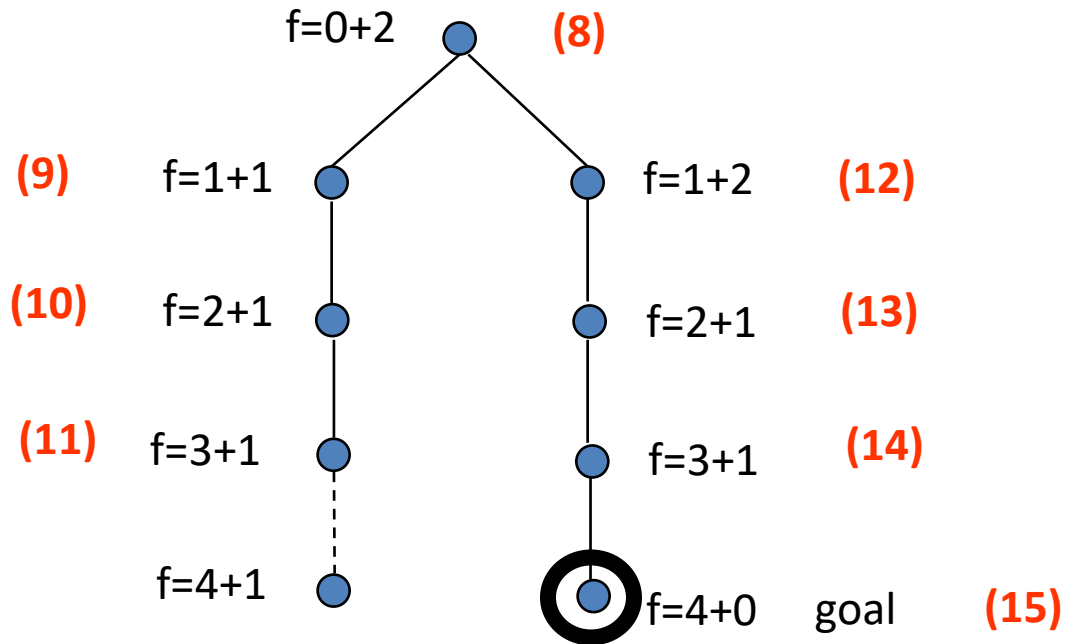 f=0+2 (8)
(9) f=1+1 f=1+2 (12)
(10) f=2+1 f=2+1 (13)
(11) f=3+1 f=3+1 (14)
f=4+1 f=4+0 goal (15)